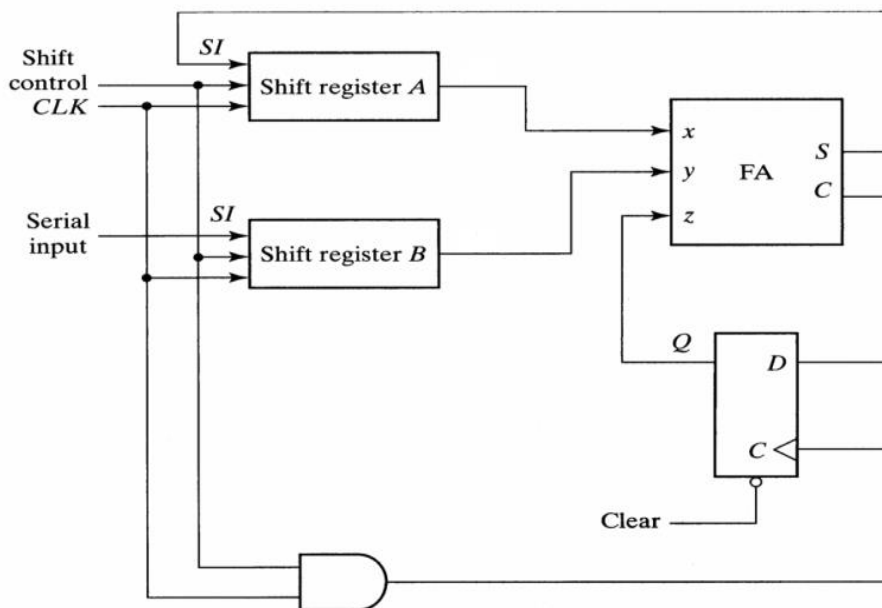 SI
Shift
control
CLK
Shift register A
x
y
z
FA
S
C
SI
Serial
input
Shift register B
Q
D
C
Clear